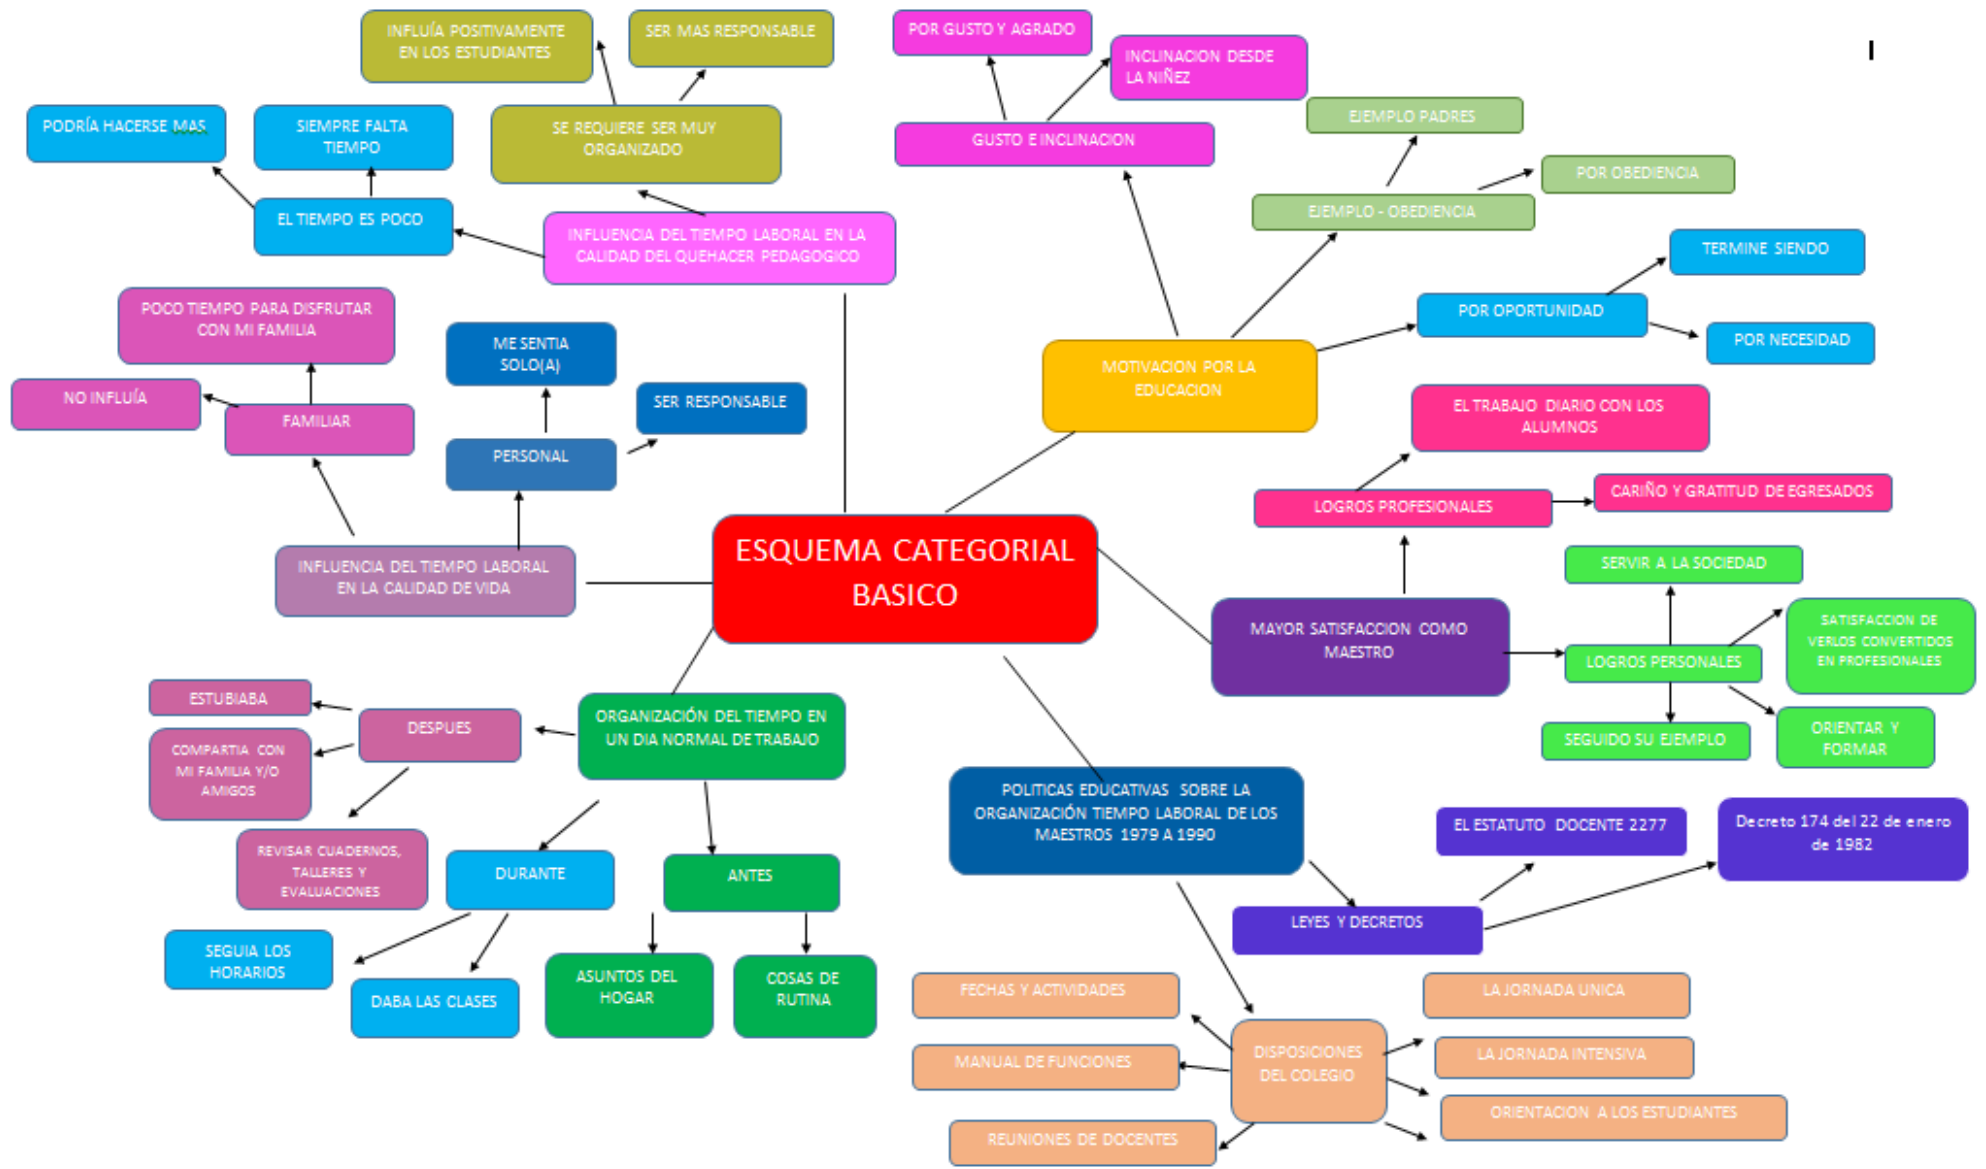 INFLUÍA POSITIVAMENTE
EN LOS ESTUDIANTES
SER MAS RESPONSABLE
POR GUSTO Y AGRADO
INCLINACION DESDE
LA NIÑEZ
PODRÍA HACERSE MAS
SIEMPRE FALTA
TIEMPO
SE REQUIERE SER MUY
ORGANIZADO
GUSTO E INCLINACION
EJEMPLO PADRES
POR OBEDIENCIA
EL TIEMPO ES POCO
INFLUENCIA DEL TIEMPO LABORAL EN LA
CALIDAD DEL QUEHACER PEDAGOGICO
EJEMPLO - OBEDIENCIA
TERMINE SIENDO
POR OPORTUNIDAD
POR NECESIDAD
POCO TIEMPO PARA DISFRUTAR
CON MI FAMILIA
ME SENTIA
SOLO(A)
MOTIVACION POR LA
EDUCACION
NO INFLUÍA
FAMILIAR
SER RESPONSABLE
PERSONAL
EL TRABAJO DIARIO CON LOS
ALUMNOS
LOGROS PROFESIONALES
CARIÑO Y GRATITUD DE EGRESADOS
INFLUENCIA DEL TIEMPO LABORAL
EN LA CALIDAD DE VIDA
ESQUEMA CATEGORIAL
BASICO
SERVIR A LA SOCIEDAD
MAYOR SATISFACCION COMO
MAESTRO
LOGROS PERSONALES
SATISFACCION DE
VERLOS CONVERTIDOS
EN PROFESIONALES
SEGUIDO SU EJEMPLO
ORIENTAR Y
FORMAR
ESTUBIABA
DESPUES
ORGANIZACIÓN DEL TIEMPO EN
UN DIA NORMAL DE TRABAJO
COMPARTIA CON
MI FAMILIA Y/O
AMIGOS
REVISAR CUADERNOS,
TALLERES Y
EVALUACIONES
DURANTE
ANTES
POLITICAS EDUCATIVAS SOBRE LA
ORGANIZACIÓN TIEMPO LABORAL DE LOS
MAESTROS 1979 A 1990
EL ESTATUTO DOCENTE 2277
Decreto 174 del 22 de enero
de 1982
LEYES Y DECRETOS
SEGUIA LOS
HORARIOS
DABA LAS CLASES
ASUNTOS DEL
HOGAR
COSAS DE
RUTINA
FECHAS Y ACTIVIDADES
LA JORNADA UNICA
MANUAL DE FUNCIONES
DISPOSICIONES
DEL COLEGIO
LA JORNADA INTENSIVA
REUNIONES DE DOCENTES
ORIENTACION A LOS ESTUDIANTES